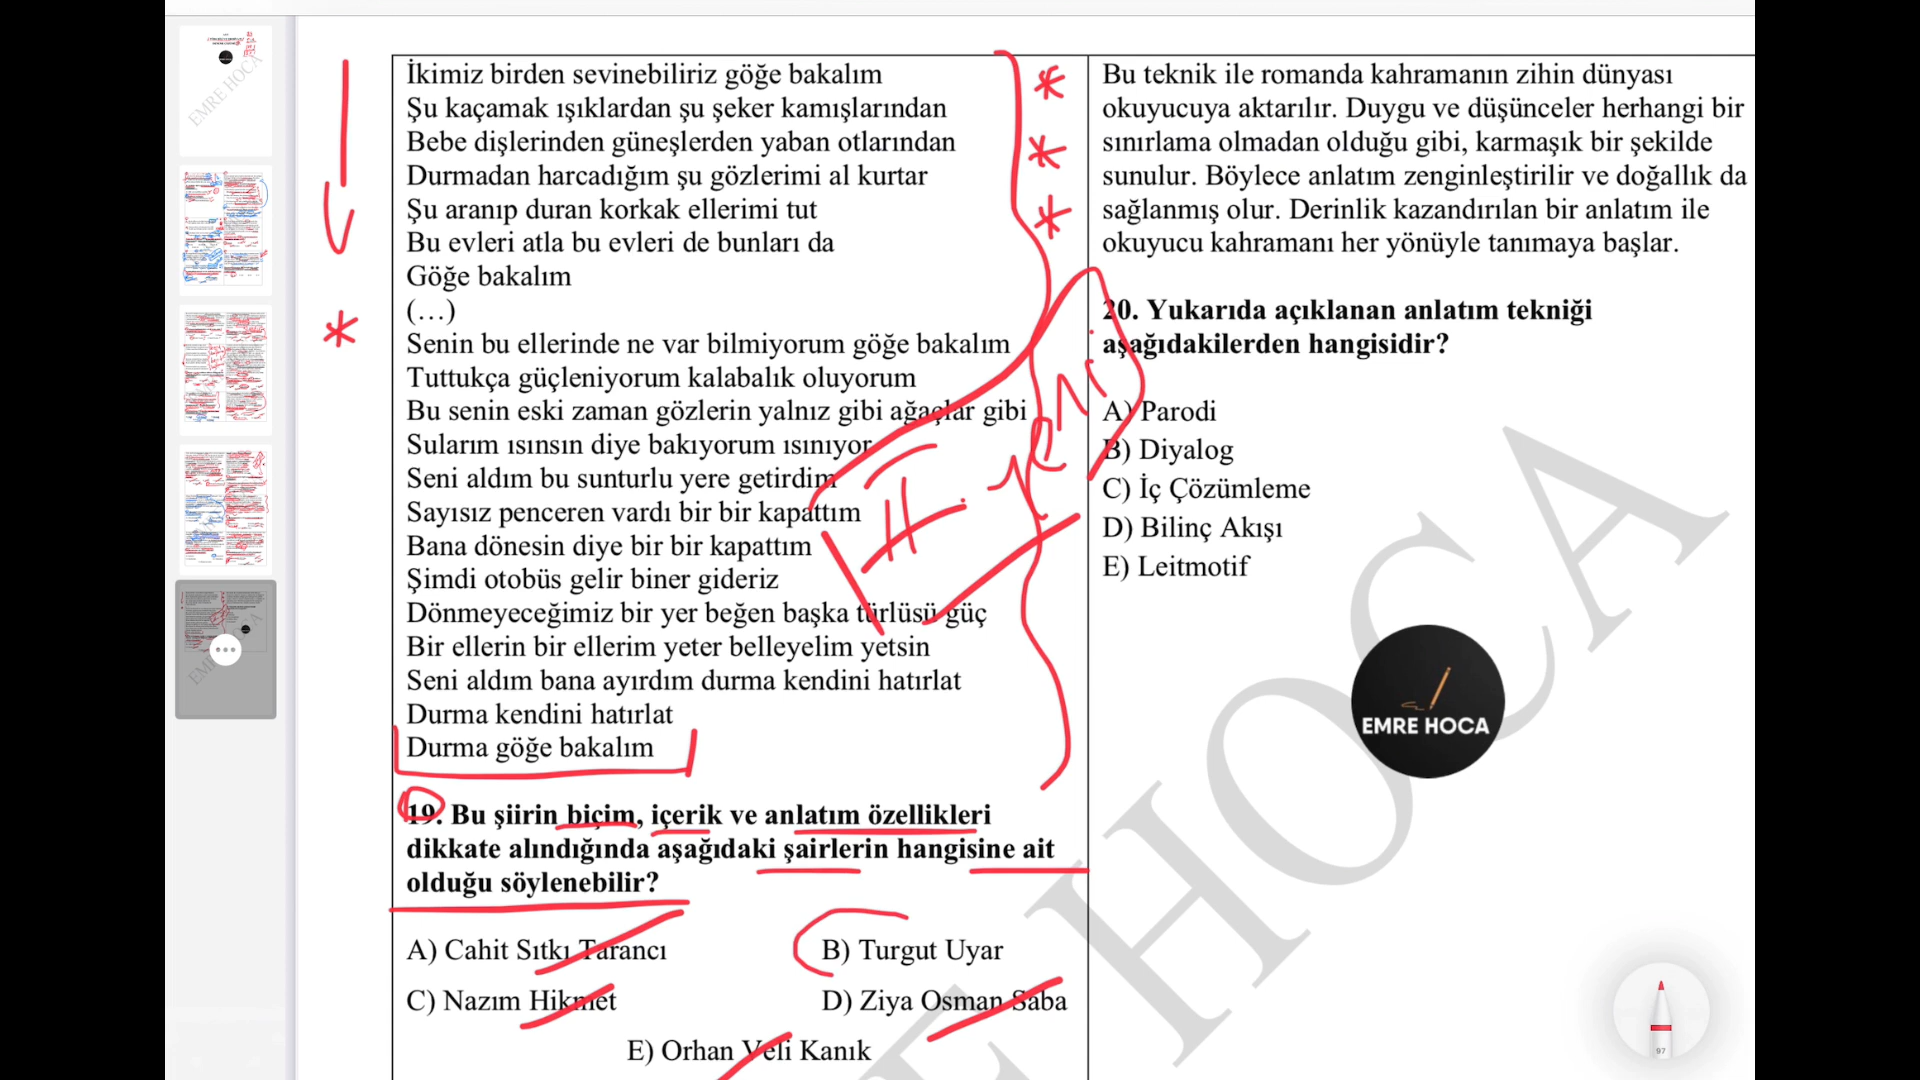 İkimiz birden sevinebiliriz göğe bakalım
Şu kaçamak ışıklardan şu şeker kamışlarından
Bebe dişlerinden güneşlerden yaban otlarından
Durmadan harcadığım şu gözlerimi al kurtar
Şu aranıp duran korkak ellerimi tut
Bu evleri atla bu evleri de bunları da
Göğe bakalım
(…)
Senin bu ellerinde ne var bilmiyorum göğe bakalım
Tuttukça güçleniyorum kalabalık oluyorum
Bu senin eski zaman gözlerin yalnız gibi ağaçlar gibi
Sularım ısınsın diye bakıyorum ısınıyor
Seni aldım bu sunturlu yere getirdim
Sayısız penceren vardı bir bir kapattım
Bana dönesin diye bir bir kapattım
Şimdi otobüs gelir biner gideriz
Dönmeyeceğimiz bir yer beğen başka türlüsü güç
Bir ellerin bir ellerim yeter belleyelim yetsin
Seni aldım bana ayırdım durma kendini hatırlat
Durma kendini hatırlat
Durma göğe bakalım
II. Yeni
19. Bu şiirin biçim, içerik ve anlatım özellikleri
dikkate alındığında aşağıdaki şairlerin hangisine ait
olduğu söylenebilir?
A) Cahit Sıtkı Tarancı
B) Turgut Uyar
C) Nazım Hikmet
D) Ziya Osman Saba
E) Orhan Veli Kanık
Bu teknik ile romanda kahramanın zihin dünyası
okuyucuya aktarılır. Duygu ve düşünceler herhangi bir
sınırlama olmadan olduğu gibi, karmaşık bir şekilde
sunulur. Böylece anlatım zenginleştirilir ve doğallık da
sağlanmış olur. Derinlik kazandırılan bir anlatım ile
okuyucu kahramanı her yönüyle tanımaya başlar.
20. Yukarıda açıklanan anlatım tekniği
aşağıdakilerden hangisidir?
A) Parodi
B) Diyalog
C) İç Çözümleme
D) Bilinç Akışı
E) Leitmotif
EMRE HOCA
E HOCA
EMRE HOCA
97